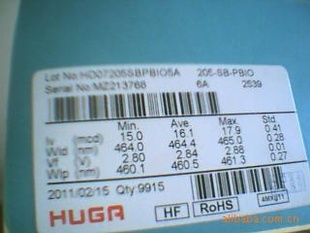 Lot No:HD07205SBPBIO5A 205-SB-PBIO
Serial No:MZ213768 6A 2539
Min. Ave. Max. Std
Iv (mcd) 15.0 16.1 17.9 0.41
Wld (nm) 464.0 464.4 465.0 0.28
Vf (V) 2.80 2.84 2.88 0.01
Wlp (nm) 460.1 460.5 461.3 0.27
2011/02/15 Qty:9915
HUGA HF RoHS
alibaba.com.cn